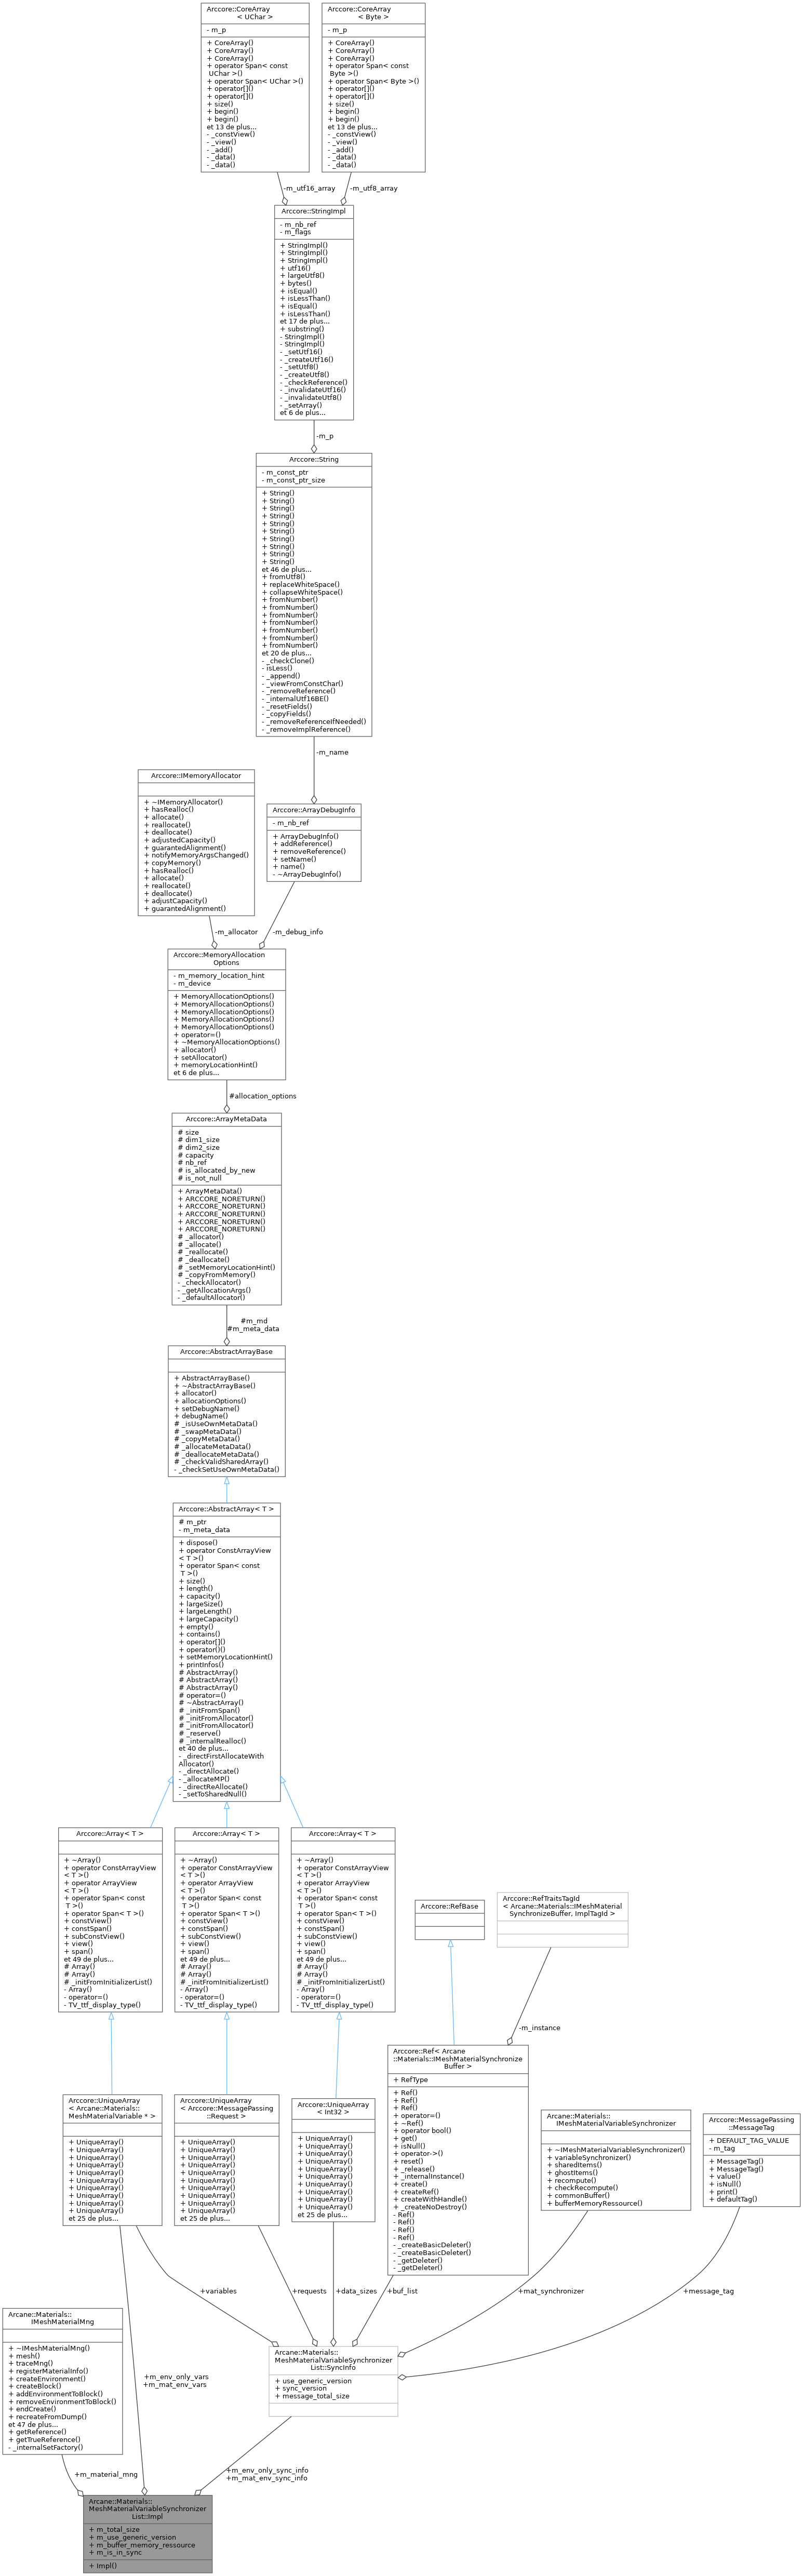 Arccore::CoreArray
< UChar >
- m_p
+ CoreArray()
+ CoreArray()
+ CoreArray()
+ operator Span< const
UChar >()
+ operator Span< UChar >()
+ operator[]()
+ operator[]()
+ size()
+ begin()
+ begin()
et 13 de plus...
- _constView()
- _view()
- _add()
- _data()
- _data()
Arccore::CoreArray
< Byte >
- m_p
+ CoreArray()
+ CoreArray()
+ CoreArray()
+ operator Span< const
Byte >()
+ operator Span< Byte >()
+ operator[]()
+ operator[]()
+ size()
+ begin()
+ begin()
et 13 de plus...
- _constView()
- _view()
- _add()
- _data()
- _data()
-m_utf16_array
-m_utf8_array
Arccore::StringImpl
- m_nb_ref
- m_flags
+ StringImpl()
+ StringImpl()
+ StringImpl()
+ utf16()
+ largeUtf8()
+ bytes()
+ isEqual()
+ isLessThan()
+ isEqual()
+ isLessThan()
et 17 de plus...
+ substring()
- StringImpl()
- StringImpl()
- _setUtf16()
- _createUtf16()
- _setUtf8()
- _createUtf8()
- _checkReference()
- _invalidateUtf16()
- _invalidateUtf8()
- _setArray()
et 6 de plus...
-m_p
Arccore::String
- m_const_ptr
- m_const_ptr_size
+ String()
+ String()
+ String()
+ String()
+ String()
+ String()
+ String()
+ String()
+ String()
+ String()
et 46 de plus...
+ fromUtf8()
+ replaceWhiteSpace()
+ collapseWhiteSpace()
+ fromNumber()
+ fromNumber()
+ fromNumber()
+ fromNumber()
+ fromNumber()
+ fromNumber()
+ fromNumber()
et 20 de plus...
- _checkClone()
- isLess()
- _append()
- _viewFromConstChar()
- _removeReference()
- _internalUtf16BE()
- _resetFields()
- _copyFields()
- _removeReferenceIfNeeded()
- _removeImplReference()
-m_name
Arccore::IMemoryAllocator
+ ~IMemoryAllocator()
+ hasRealloc()
+ allocate()
+ reallocate()
+ deallocate()
+ adjustedCapacity()
+ guarantedAlignment()
+ notifyMemoryArgsChanged()
+ copyMemory()
+ hasRealloc()
+ allocate()
+ reallocate()
+ deallocate()
+ adjustCapacity()
+ guarantedAlignment()
Arccore::ArrayDebugInfo
- m_nb_ref
+ ArrayDebugInfo()
+ addReference()
+ removeReference()
+ setName()
+ name()
- ~ArrayDebugInfo()
-m_allocator
-m_debug_info
Arccore::MemoryAllocation
Options
- m_memory_location_hint
- m_device
+ MemoryAllocationOptions()
+ MemoryAllocationOptions()
+ MemoryAllocationOptions()
+ MemoryAllocationOptions()
+ MemoryAllocationOptions()
+ operator=()
+ ~MemoryAllocationOptions()
+ allocator()
+ setAllocator()
+ memoryLocationHint()
et 6 de plus...
#allocation_options
Arccore::ArrayMetaData
# size
# dim1_size
# dim2_size
# capacity
# nb_ref
# is_allocated_by_new
# is_not_null
+ ArrayMetaData()
+ ARCCORE_NORETURN()
+ ARCCORE_NORETURN()
+ ARCCORE_NORETURN()
+ ARCCORE_NORETURN()
+ ARCCORE_NORETURN()
# _allocator()
# _allocate()
# _reallocate()
# _deallocate()
# _setMemoryLocationHint()
# _copyFromMemory()
- _checkAllocator()
- _getAllocationArgs()
- _defaultAllocator()
#m_md
#m_meta_data
Arccore::AbstractArrayBase
+ AbstractArrayBase()
+ ~AbstractArrayBase()
+ allocator()
+ allocationOptions()
+ setDebugName()
+ debugName()
# _isUseOwnMetaData()
# _swapMetaData()
# _copyMetaData()
# _allocateMetaData()
# _deallocateMetaData()
# _checkValidSharedArray()
- _checkSetUseOwnMetaData()
Arccore::AbstractArray< T >
# m_ptr
- m_meta_data
+ dispose()
+ operator ConstArrayView
< T >()
+ operator Span< const
T >()
+ size()
+ length()
+ capacity()
+ largeSize()
+ largeLength()
+ largeCapacity()
+ empty()
+ contains()
+ operator[]()
+ operator()()
+ setMemoryLocationHint()
+ printInfos()
# AbstractArray()
# AbstractArray()
# AbstractArray()
# operator=()
# ~AbstractArray()
# _initFromSpan()
# _initFromAllocator()
# _initFromAllocator()
# _reserve()
# _internalRealloc()
et 40 de plus...
- _directFirstAllocateWith
Allocator()
- _directAllocate()
- _allocateMP()
- _directReAllocate()
- _setToSharedNull()
Arccore::Array< T >
+ ~Array()
+ operator ConstArrayView
< T >()
+ operator ArrayView
< T >()
+ operator Span< const
T >()
+ operator Span< T >()
+ constView()
+ constSpan()
+ subConstView()
+ view()
+ span()
et 49 de plus...
# Array()
# Array()
# _initFromInitializerList()
- Array()
- operator=()
- TV_ttf_display_type()
Arccore::Array< T >
+ ~Array()
+ operator ConstArrayView
< T >()
+ operator ArrayView
< T >()
+ operator Span< const
T >()
+ operator Span< T >()
+ constView()
+ constSpan()
+ subConstView()
+ view()
+ span()
et 49 de plus...
# Array()
# Array()
# _initFromInitializerList()
- Array()
- operator=()
- TV_ttf_display_type()
Arccore::Array< T >
+ ~Array()
+ operator ConstArrayView
< T >()
+ operator ArrayView
< T >()
+ operator Span< const
T >()
+ operator Span< T >()
+ constView()
+ constSpan()
+ subConstView()
+ view()
+ span()
et 49 de plus...
# Array()
# Array()
# _initFromInitializerList()
- Array()
- operator=()
- TV_ttf_display_type()
Arccore::RefBase
Arccore::RefTraitsTagId
< Arcane::Materials::IMeshMaterial
SynchronizeBuffer, ImplTagId >
-m_instance
Arccore::UniqueArray
< Arcane::Materials::
MeshMaterialVariable * >
+ UniqueArray()
+ UniqueArray()
+ UniqueArray()
+ UniqueArray()
+ UniqueArray()
+ UniqueArray()
+ UniqueArray()
+ UniqueArray()
+ UniqueArray()
+ UniqueArray()
et 25 de plus...
Arccore::UniqueArray
< Arccore::MessagePassing
::Request >
+ UniqueArray()
+ UniqueArray()
+ UniqueArray()
+ UniqueArray()
+ UniqueArray()
+ UniqueArray()
+ UniqueArray()
+ UniqueArray()
+ UniqueArray()
+ UniqueArray()
et 25 de plus...
Arccore::UniqueArray
< Int32 >
+ UniqueArray()
+ UniqueArray()
+ UniqueArray()
+ UniqueArray()
+ UniqueArray()
+ UniqueArray()
+ UniqueArray()
+ UniqueArray()
+ UniqueArray()
+ UniqueArray()
et 25 de plus...
Arccore::Ref< Arcane
::Materials::IMeshMaterialSynchronize
Buffer >
+ RefType
+ Ref()
+ Ref()
+ Ref()
+ operator=()
+ ~Ref()
+ operator bool()
+ get()
+ isNull()
+ operator->()
+ reset()
+ _release()
+ _internalInstance()
+ create()
+ createRef()
+ createWithHandle()
+ _createNoDestroy()
- Ref()
- Ref()
- Ref()
- Ref()
- _createBasicDeleter()
- _createBasicDeleter()
- _getDeleter()
- _getDeleter()
Arcane::Materials::
IMeshMaterialVariableSynchronizer
+ ~IMeshMaterialVariableSynchronizer()
+ variableSynchronizer()
+ sharedItems()
+ ghostItems()
+ recompute()
+ checkRecompute()
+ commonBuffer()
+ bufferMemoryRessource()
Arccore::MessagePassing
::MessageTag
+ DEFAULT_TAG_VALUE
- m_tag
+ MessageTag()
+ MessageTag()
+ value()
+ isNull()
+ print()
+ defaultTag()
+variables
+requests
+data_sizes
+buf_list
+mat_synchronizer
+message_tag
Arcane::Materials::
IMeshMaterialMng
+ ~IMeshMaterialMng()
+ mesh()
+ traceMng()
+ registerMaterialInfo()
+ createEnvironment()
+ createBlock()
+ addEnvironmentToBlock()
+ removeEnvironmentToBlock()
+ endCreate()
+ recreateFromDump()
et 47 de plus...
+ getReference()
+ getTrueReference()
- _internalSetFactory()
+m_env_only_vars
+m_mat_env_vars
Arcane::Materials::
MeshMaterialVariableSynchronizer
List::SyncInfo
+ use_generic_version
+ sync_version
+ message_total_size
+m_material_mng
+m_env_only_sync_info
+m_mat_env_sync_info
Arcane::Materials::
MeshMaterialVariableSynchronizer
List::Impl
+ m_total_size
+ m_use_generic_version
+ m_buffer_memory_ressource
+ m_is_in_sync
+ Impl()